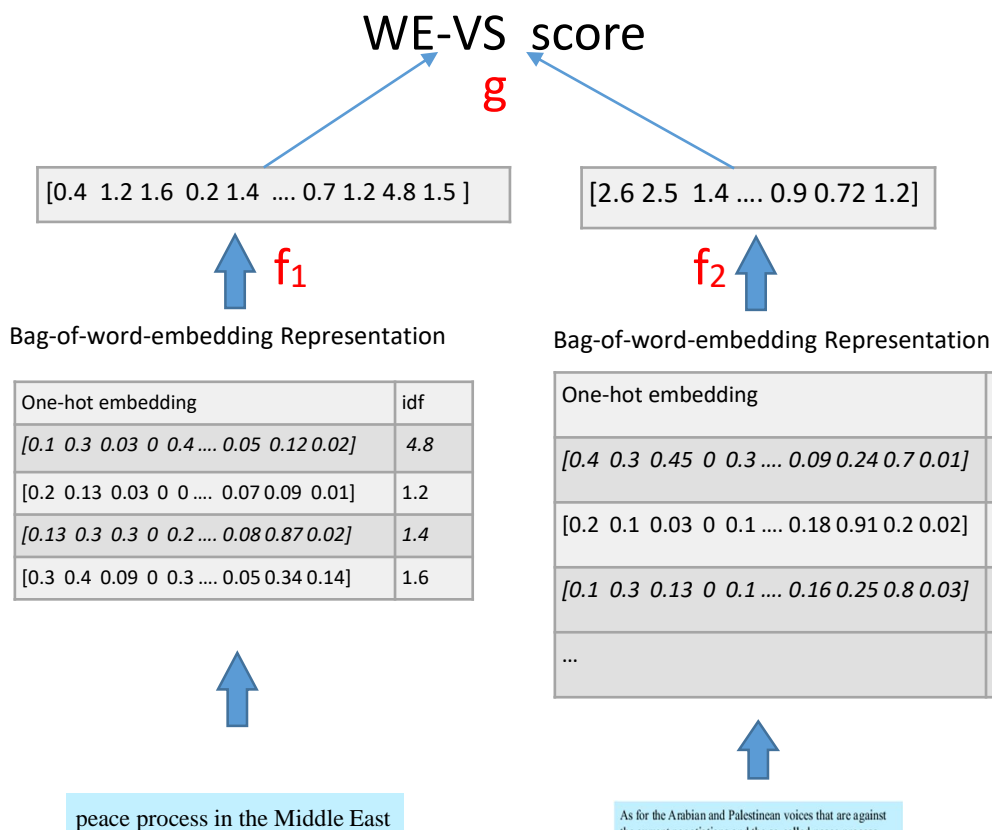 WE-VS score
g
[0.4 1.2 1.6 0.2 1.4 .... 0.7 1.2 4.8 1.5 ]
[2.6 2.5 1.4 .... 0.9 0.72 1.2]
f1
f2
Bag-of-word-embedding Representation
Bag-of-word-embedding Representation
One-hot embedding idf
[0.1 0.3 0.03 0 0.4 .... 0.05 0.12 0.02] 4.8
[0.2 0.13 0.03 0 0 .... 0.07 0.09 0.01] 1.2
[0.13 0.3 0.3 0 0.2 .... 0.08 0.87 0.02] 1.4
[0.3 0.4 0.09 0 0.3 .... 0.05 0.34 0.14] 1.6
One-hot embedding
[0.4 0.3 0.45 0 0.3 .... 0.09 0.24 0.7 0.01]
[0.2 0.1 0.03 0 0.1 .... 0.18 0.91 0.2 0.02]
[0.1 0.3 0.13 0 0.1 .... 0.16 0.25 0.8 0.03]
...
peace process in the Middle East
As for the Arabian and Palestinean voices that are against